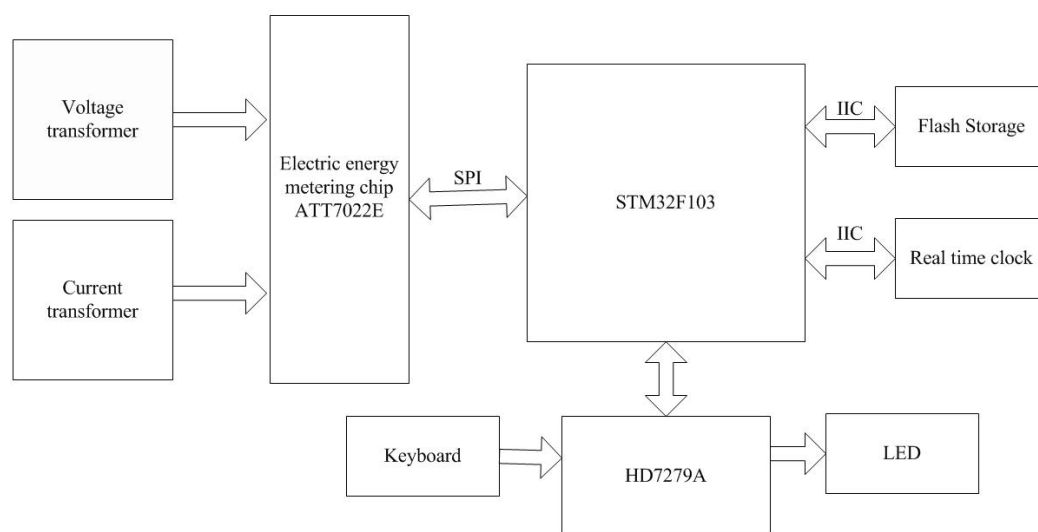 Voltage
transformer
Electric energy
metering chip
ATT7022E
SPI
STM32F103
IIC
Flash Storage
IIC
Real time clock
Current
transformer
Keyboard
HD7279A
LED